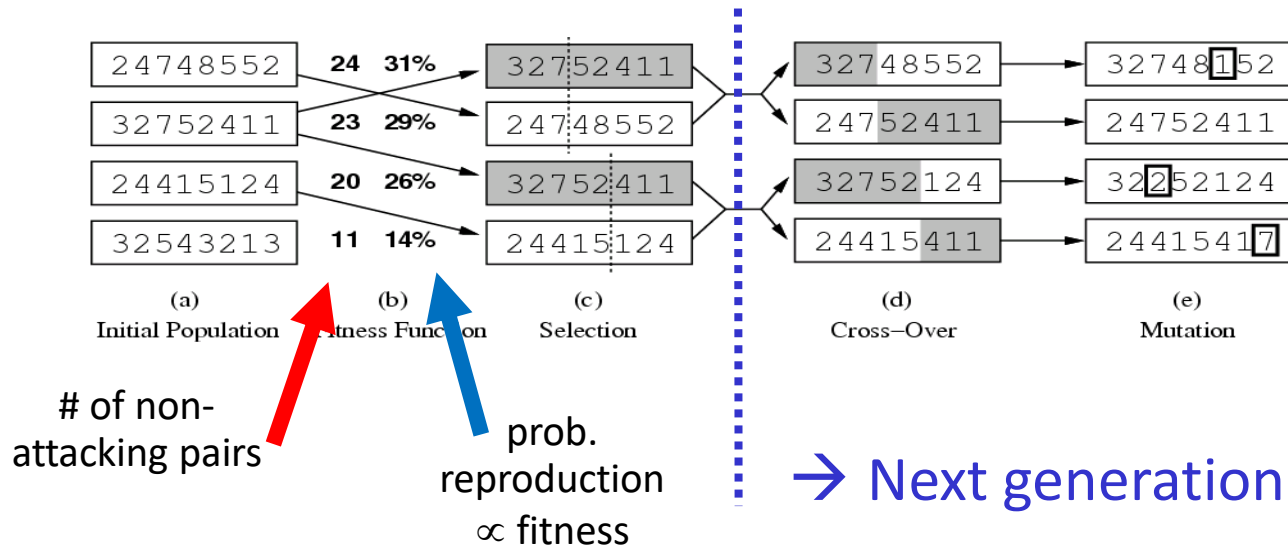 24748552 24 31% 32752411 32748552 32748152
32752411 23 29% 24748552 24752411 24752411
24415124 20 26% 32752411 32752124 32252124
32543213 11 14% 24415124 24415411 24415417
(a) (b) (c) (d) (e)
Initial Population Fitness Function Selection Cross-Over Mutation
# of non-
attacking pairs
prob.
reproduction
∝ fitness
→ Next generation